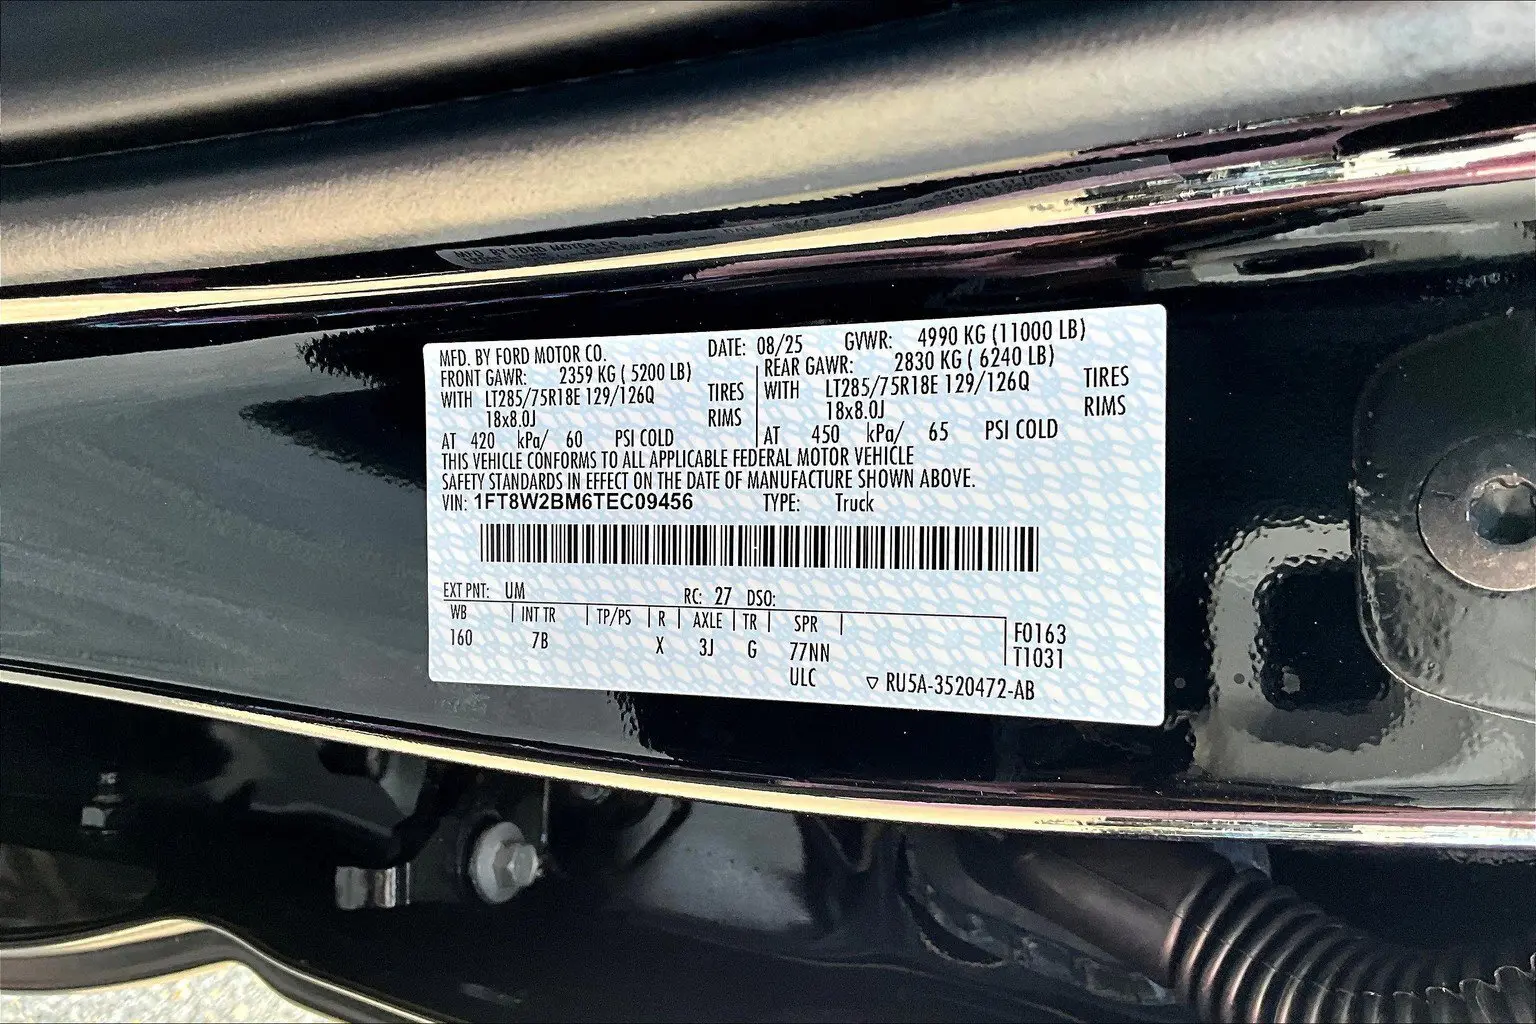 MFD. BY FORD MOTOR CO. DATE: 08/25 GVWR: 4990 KG (11000 LB)
FRONT GAWR: 2359 KG ( 5200 LB) REAR GAWR: 2830 KG ( 6240 LB)
WITH LT285/75R18E 129/126Q TIRES WITH LT285/75R18E 129/126Q TIRES
18x8.0J RIMS 18x8.0J RIMS
AT 420 kPa/ 60 PSI COLD AT 450 kPa/ 65 PSI COLD
THIS VEHICLE CONFORMS TO ALL APPLICABLE FEDERAL MOTOR VEHICLE
SAFETY STANDARDS IN EFFECT ON THE DATE OF MANUFACTURE SHOWN ABOVE.
VIN: 1FT8W2BM6TEC09456 TYPE: Truck
EXT PNT: UM RC: 27 DSO:
WB INT TR TP/PS R AXLE TR SPR F0163
160 7B X 3J G 77NN T1031
ULC ▽ RU5A-3520472-AB